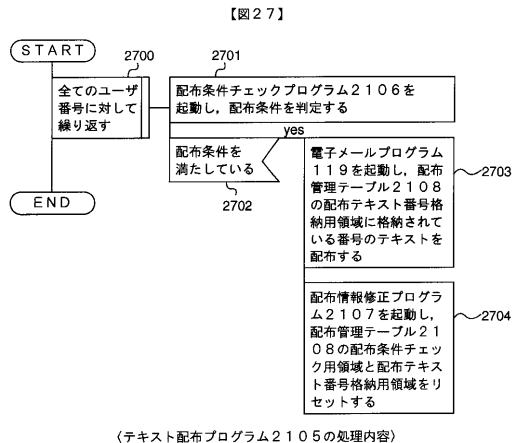 【図27】
START
2700
2701
全てのユーザ
番号に対して
繰り返す
配布条件チェックプログラム2106を
起動し，配布条件を判定する
yes
配布条件を
満たしている
2702
電子メールプログラム
119を起動し，配布
管理テーブル2108
の配布テキスト番号格
納用領域に格納されて
いる番号のテキストを
配布する
2703
END
配布情報修正プログラ
ム2107を起動し，
配布管理テーブル21
08の配布条件チェッ
ク用領域と配布テキス
ト番号格納用領域をリ
セットする
2704
〈テキスト配布プログラム2105の処理内容〉